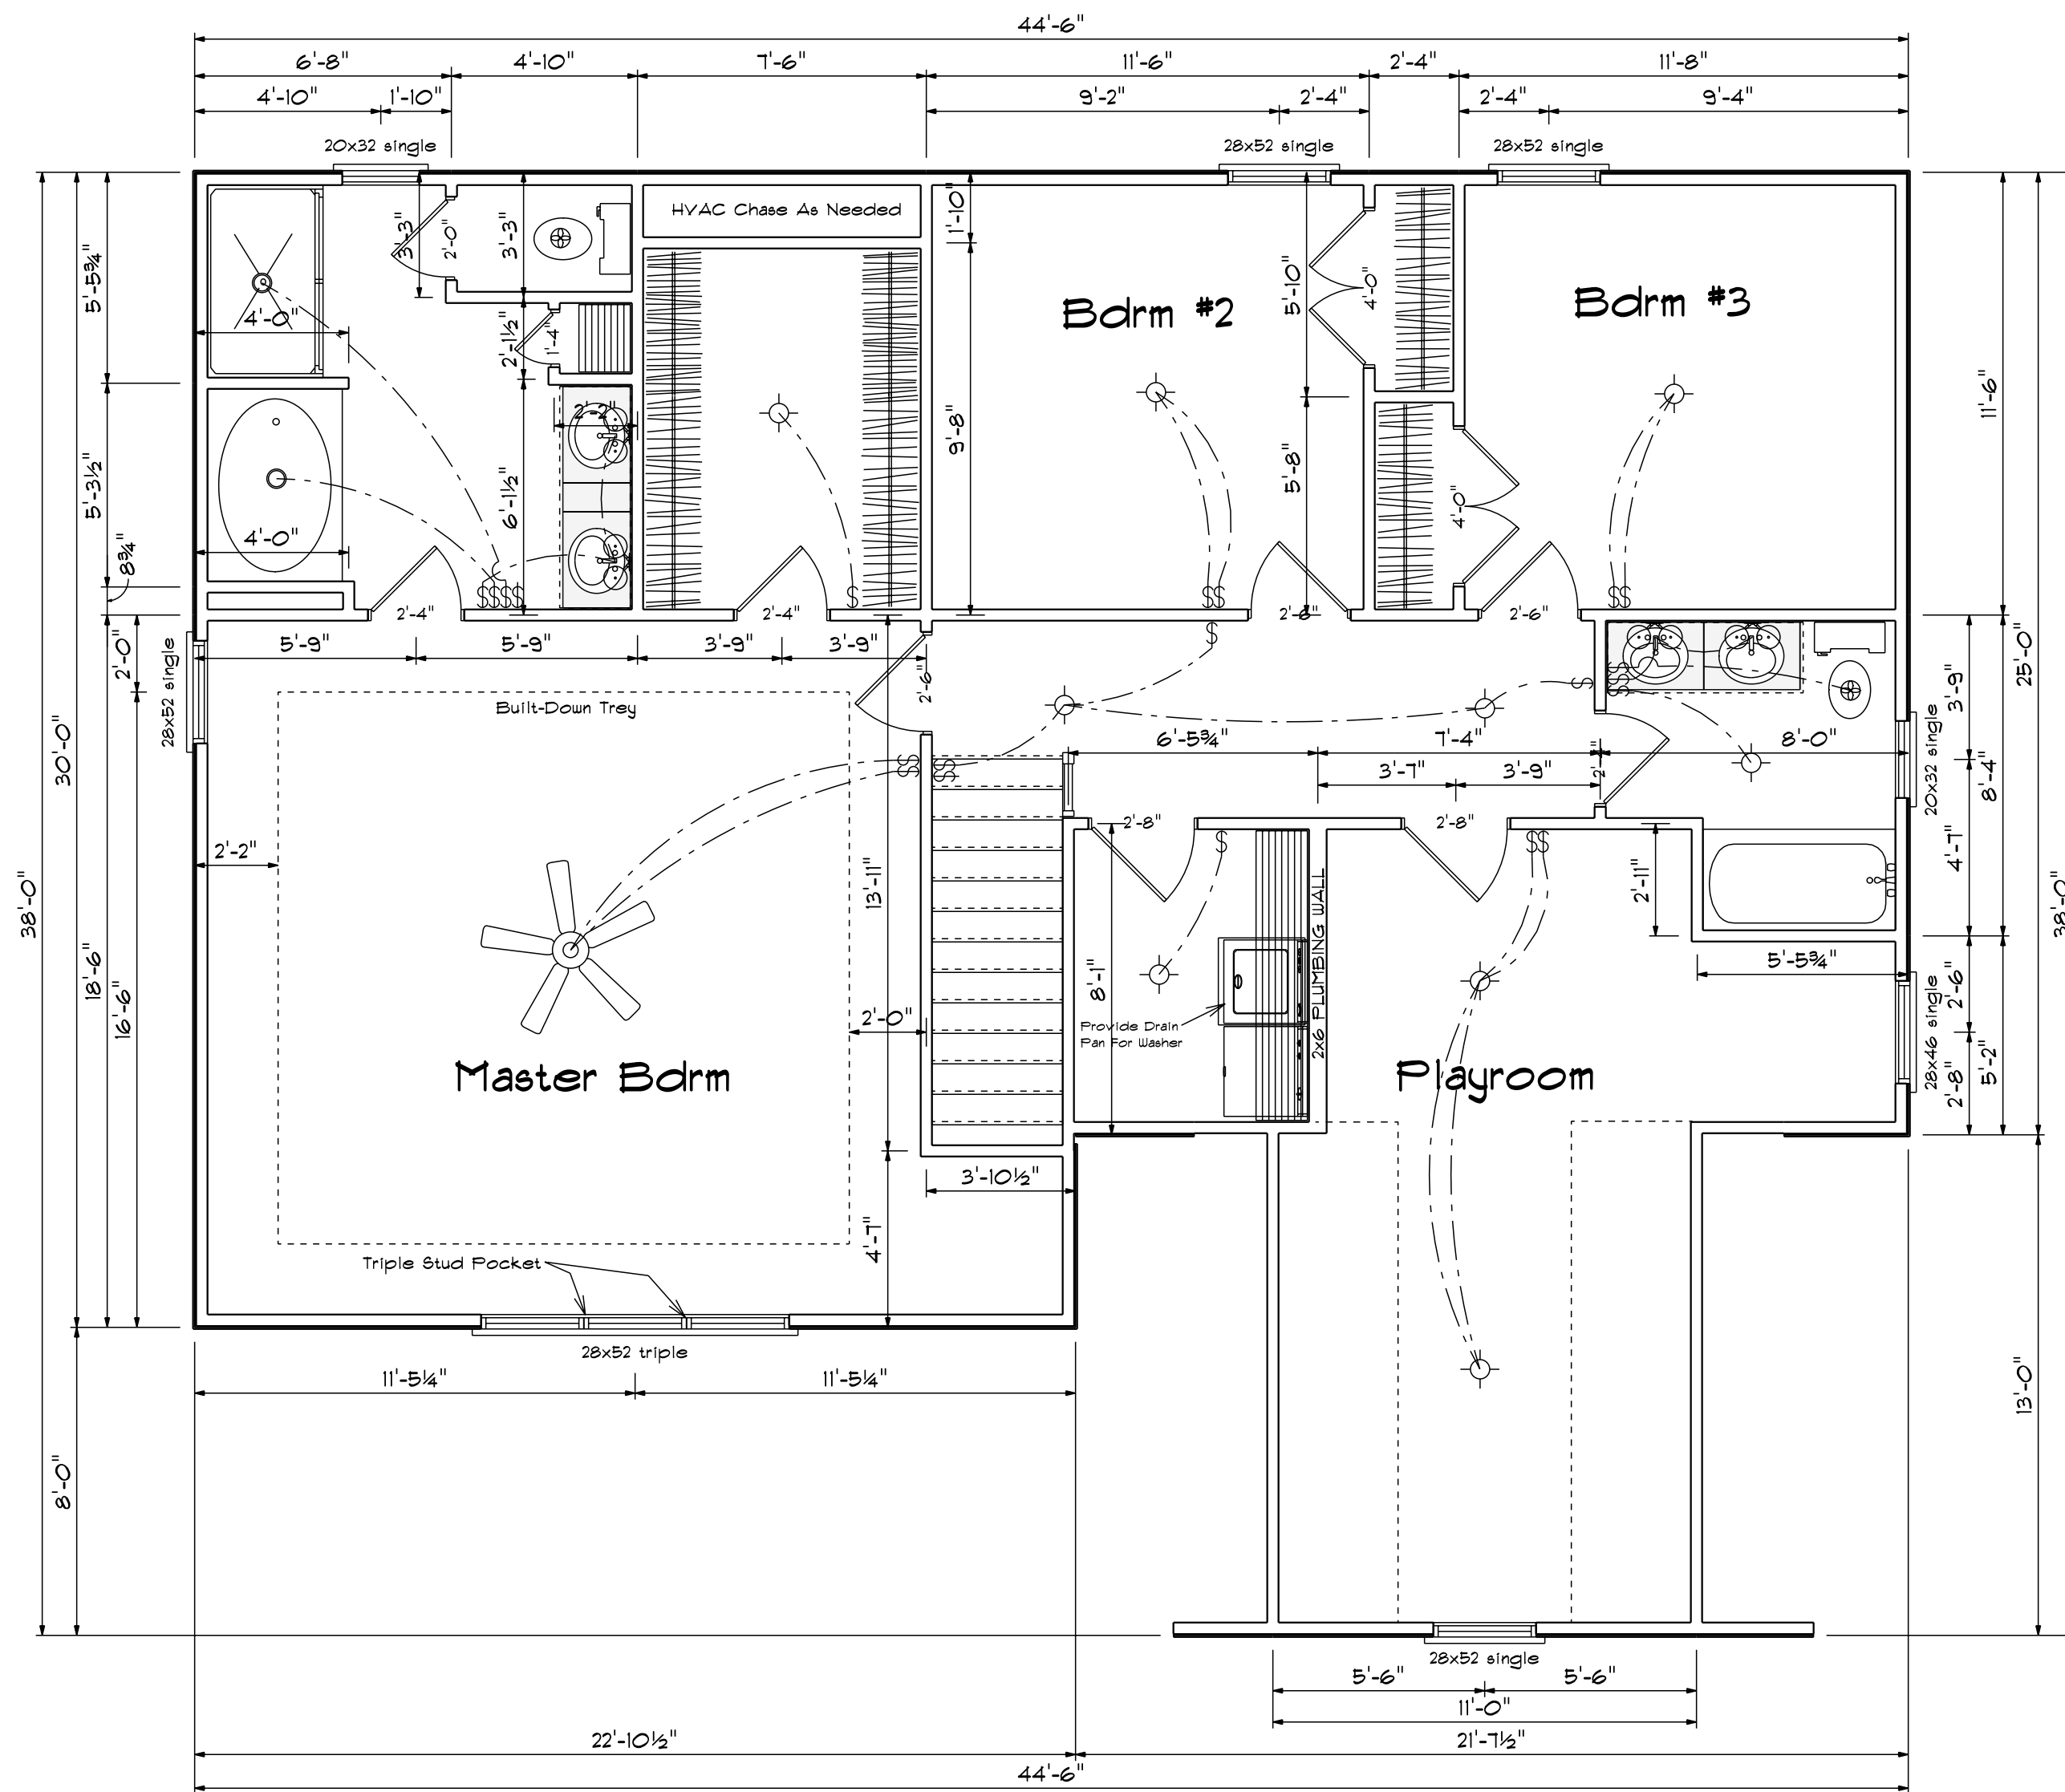 44'-6"
6'-8" 4'-10" 7'-6" 11'-6" 2'-4" 11'-8"
4'-10" 1'-10" 9'-2" 2'-4" 2'-4" 9'-4"
20x32 single 28x52 single 28x52 single
HVAC Chase As Needed
3'-3" 2'-0" 3'-3" 1'-10"
5'-5¾"
4'-0"
2'-1½" 1'-4"
Bdrm #2
5'-10" 4'-0"
Bdrm #3
11'-6"
2'-2"
9'-8"
5'-3½"
6'-1½"
5'-8" 4'-0"
4'-0"
8¾"
$$$$ $ $$ $$
2'-4" 2'-4" 2'-6" 2'-6"
5'-9" 5'-9" 3'-9" 3'-9"
$
2'-0"
28x52 single
2'-6"
Built-Down Trey
$
$$$
$$$
25'-0"
3'-9"
20x32 single
30'-0"
6'-5¾" 7'-4" 8'-0"
3'-7" 3'-9" 2'-4"
$$ $$
8'-4"
2'-8" 2'-8"
$ $$
2'-2"
4'-7"
38'-0"
13'-11"
2'-11"
38'-0"
18'-6"
16'-6"
8'-1"
2x6 PLUMBING WALL
5'-5¾"
2'-6"
28x46 single
2'-0"
Provide Drain
Pan For Washer
Master Bdrm
Playroom
2'-8"
5'-2"
3'-10½"
4'-7"
Triple Stud Pocket
28x52 triple
11'-5¼" 11'-5¼"
13'-0"
8'-0"
28x52 single
5'-6" 5'-6"
11'-0"
22'-10½" 21'-7½"
44'-6"